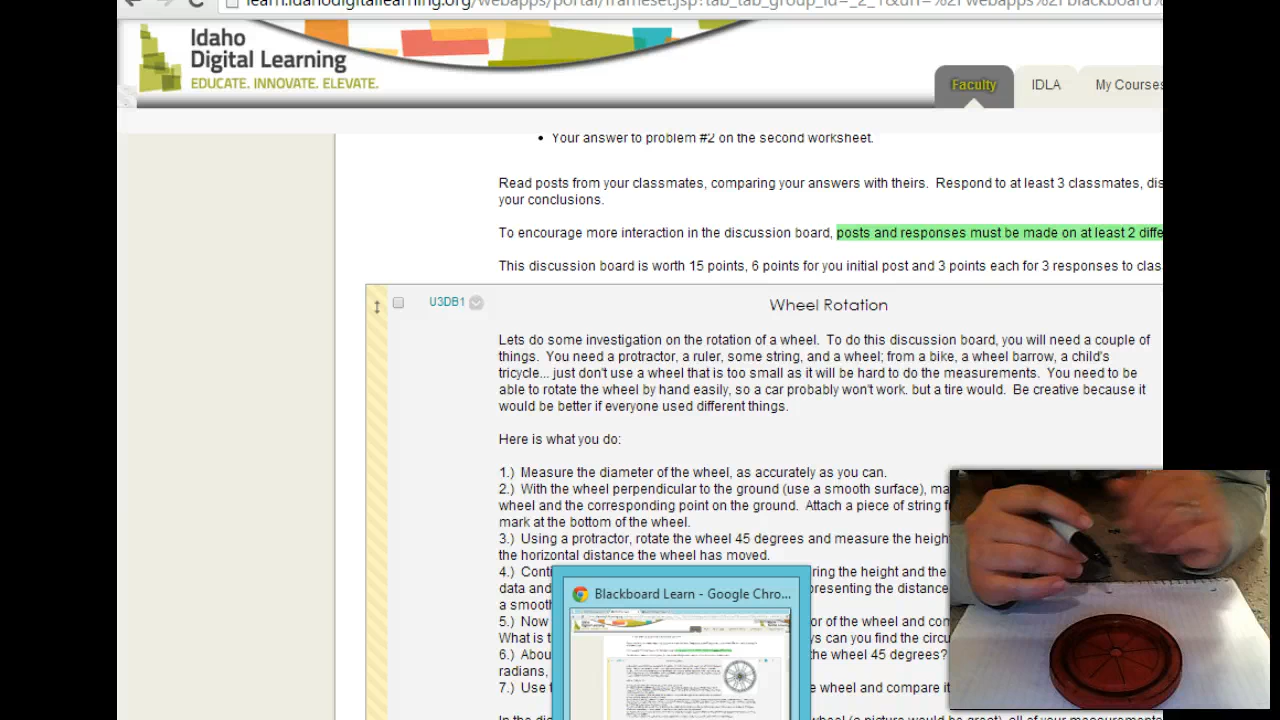 learn.idahodigitallearning.org/webapps/portal/frameset.jsp?tab_tab_group_id=_2_1&url=%2Fwebapps%2Fblackboard%
Idaho
Digital Learning
EDUCATE. INNOVATE. ELEVATE.
Faculty IDLA My Courses
• Your answer to problem #2 on the second worksheet.
Read posts from your classmates, comparing your answers with theirs. Respond to at least 3 classmates,
your conclusions.
To encourage more interaction in the discussion board, posts and responses must be made on at least 2
This discussion board is worth 15 points, 6 points for you initial post and 3 points each for 3 responses to
U3DB1 Wheel Rotation
Lets do some investigation on the rotation of a wheel. To do this discussion board, you will need a couple of
things. You need a protractor, a ruler, some string, and a wheel; from a bike, a wheel barrow, a child's
tricycle... just don't use a wheel that is too small as it will be hard to do the measurements. You need to be
able to rotate the wheel by hand easily, so a car probably won't work. but a tire would. Be creative because it
would be better if everyone used different things.
Here is what you do:
1.) Measure the diameter of the wheel, as accurately as you can.
2.) With the wheel perpendicular to the ground (use a smooth surface),
wheel and the corresponding point on the ground. Attach a piece of string
mark at the bottom of the wheel.
3.) Using a protractor, rotate the wheel 45 degrees and measure the
the horizontal distance the wheel has moved.
4.) ring the height and the
data and presenting the distance
a smoot
5.) Now or of the wheel and
What is t ys can you find the
6.) Abou the wheel 45 degrees?
radians,
7.) Use e wheel and compare it
Blackboard Learn - Google Chro...
In the wheel (a picture would be great), all of your